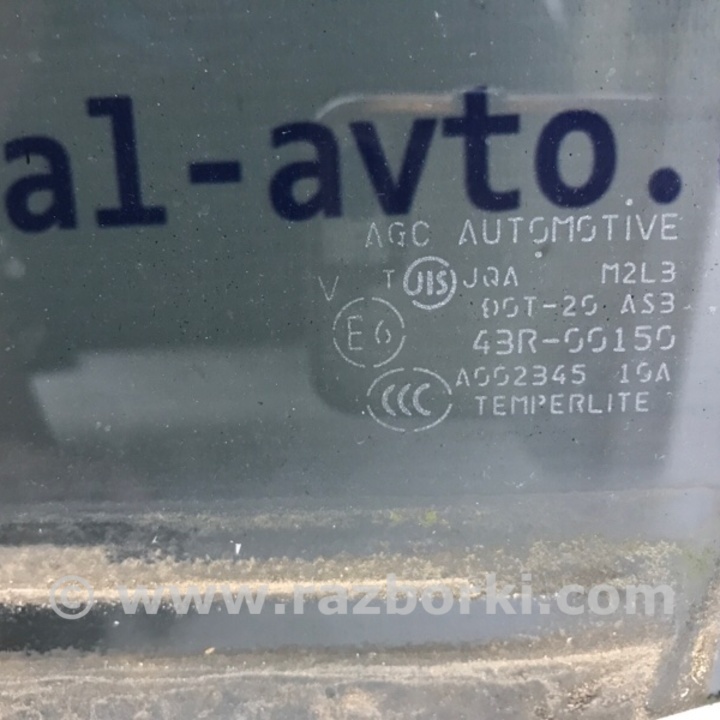 al-avto.
AGC AUTOMOTIVE
V T JIS JQA M2L3
DOT-20 AS3
E6 43R-00150
CCC A002345 10A
TEMPERLITE
© www.razborki.com